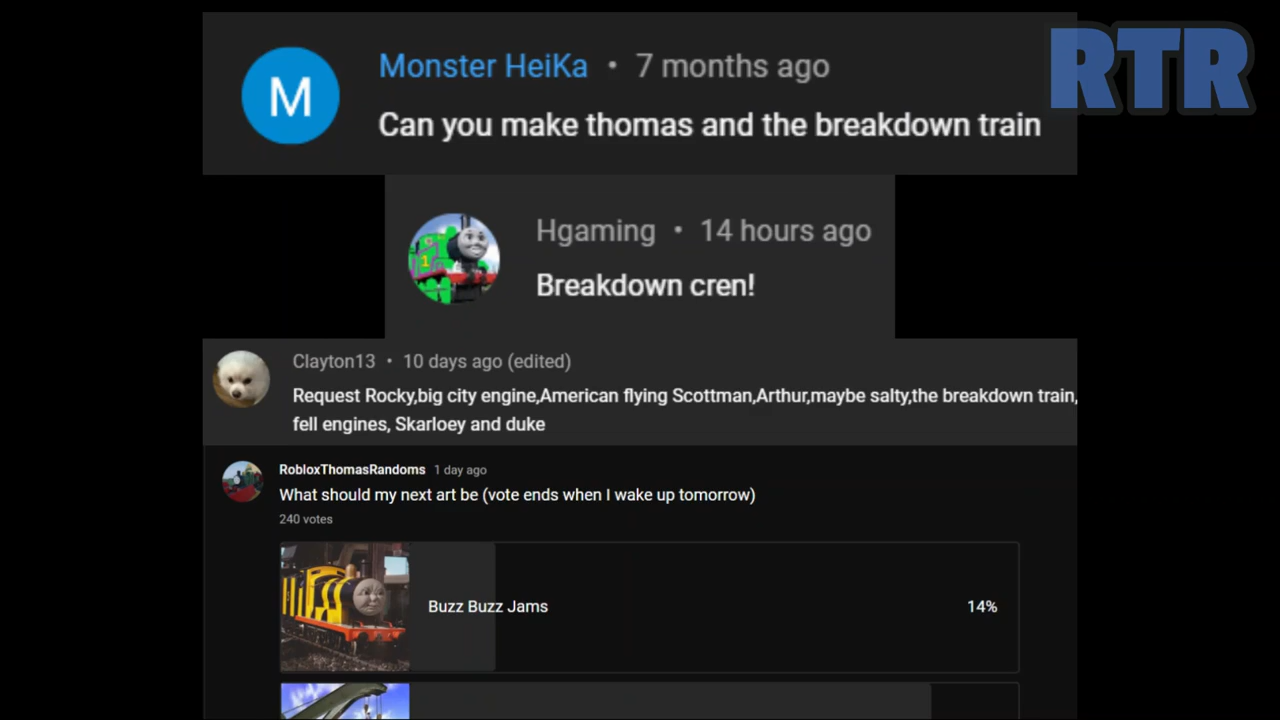 RTR
M
Monster HeiKa • 7 months ago
Can you make thomas and the breakdown train
Hgaming • 14 hours ago
1
Breakdown cren!
Clayton13 • 10 days ago (edited)
Request Rocky,big city engine,American flying Scottman,Arthur,maybe salty,the breakdown train,
fell engines, Skarloey and duke
RobloxThomasRandoms 1 day ago
What should my next art be (vote ends when I wake up tomorrow)
240 votes
Buzz Buzz Jams 14%